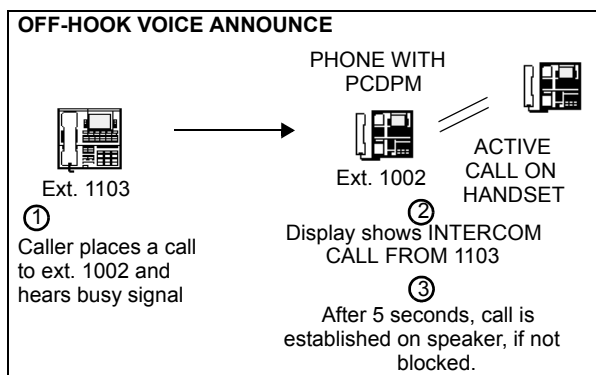 OFF-HOOK VOICE ANNOUNCE
PHONE WITH
PCDPM
Ext. 1103
Ext. 1002
ACTIVE
CALL ON
HANDSET
1
Caller places a call
to ext. 1002 and
hears busy signal
2
Display shows INTERCOM
CALL FROM 1103
3
After 5 seconds, call is
established on speaker, if not
blocked.